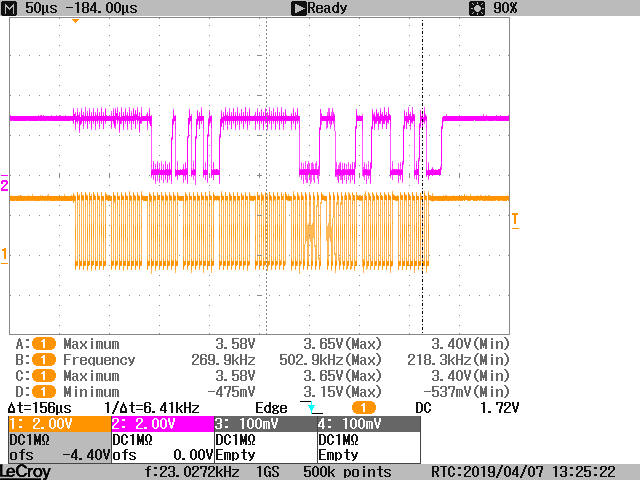 M 50µs -184.00µs Ready 90%
2
T
1
A: 1 Maximum 3.58V 3.65V(Max) 3.40V(Min)
B: 1 Frequency 269.9kHz 502.9kHz(Max) 218.3kHz(Min)
C: 1 Maximum 3.58V 3.65V(Max) 3.40V(Min)
D: 1 Minimum -475mV 3.15V(Max) -537mV(Min)
Δt=156µs 1/Δt=6.41kHz Edge 1 DC 1.72V
1: 2.00V 2: 2.00V 3: 100mV 4: 100mV
DC1MΩ DC1MΩ DC1MΩ DC1MΩ
ofs -4.40V ofs 0.00V Empty Empty
LeCroy f:23.0272kHz 1GS 500k points RTC:2019/04/07 13:25:22